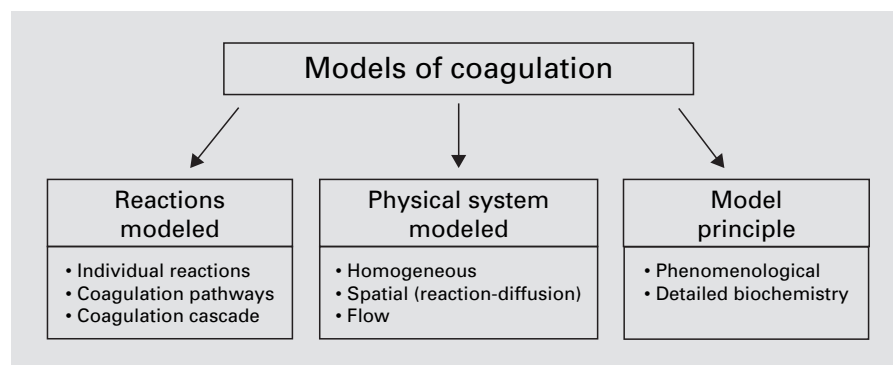 Models of coagulation
Reactions
modeled
• Individual reactions
• Coagulation pathways
• Coagulation cascade
Physical system
modeled
• Homogeneous
• Spatial (reaction-diffusion)
• Flow
Model
principle
• Phenomenological
• Detailed biochemistry